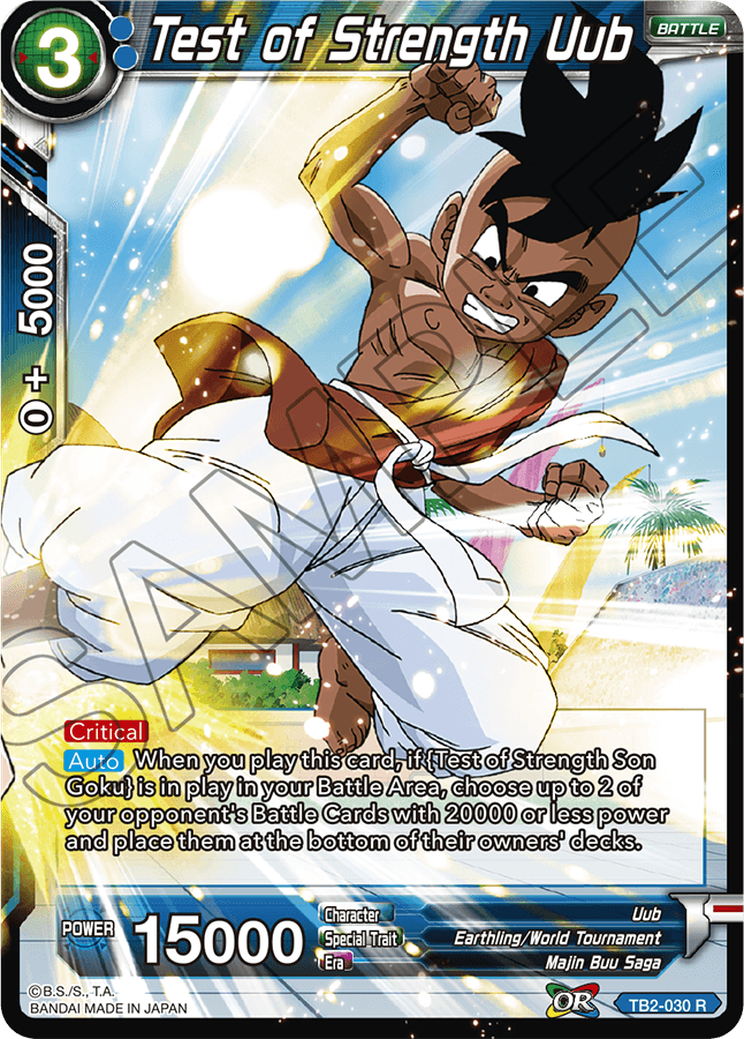 3
Test of Strength Uub
BATTLE
0+ 5000
SAMPLE
Critical
Auto When you play this card, if {Test of Strength Son
Goku} is in play in your Battle Area, choose up to 2 of
your opponent's Battle Cards with 20000 or less power
and place them at the bottom of their owners' decks.
POWER 15000
Character Uub
Special Trait Earthling/World Tournament
Era Majin Buu Saga
©B.S./S., T.A.
BANDAI MADE IN JAPAN
OR
TB2-030 R